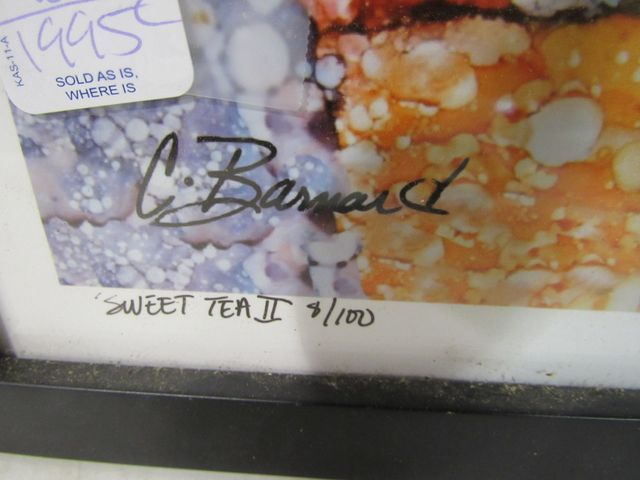 1995
KAS-11-A
SOLD AS IS,
WHERE IS
C. Barnard
"SWEET TEA II 8/100